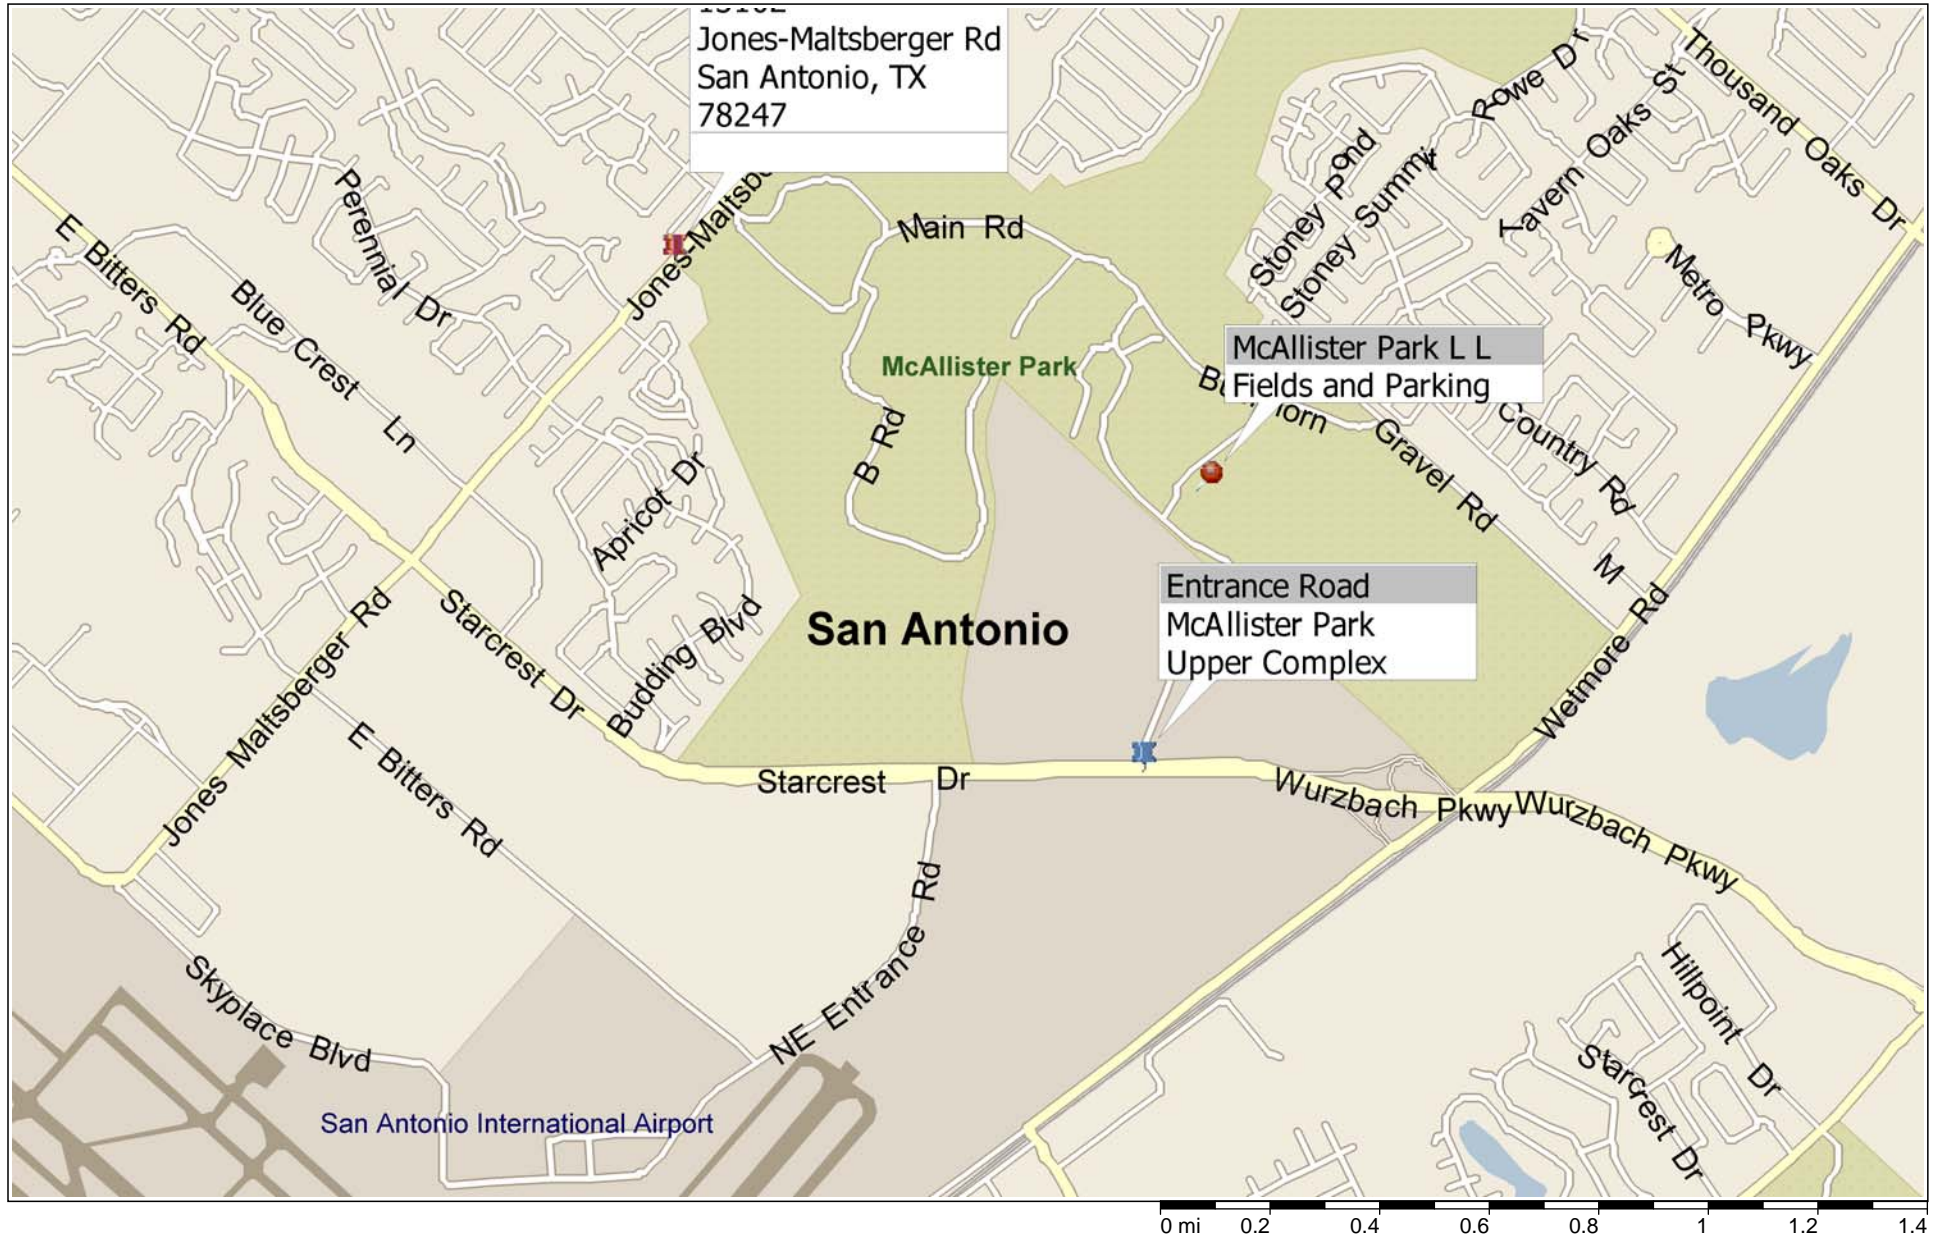 Jones-Maltsberger Rd
San Antonio, TX
78247
Thousand Oaks Dr
Rowe Dr
Tavern Oaks St
Stoney Pond
Stoney Summit
Perennial Dr
E Bitters Rd
Blue Crest Ln
Main Rd
Metro Pkwy
McAllister Park
McAllister Park L L
Fields and Parking
B Rd
Gravel Rd
Country Rd
M
Apricot Dr
Budding Blvd
San Antonio
Entrance Road
McAllister Park
Upper Complex
Wetmore Rd
Starcrest Dr
Jones Maltsberger Rd
E Bitters Rd
Starcrest Dr
Wurzbach Pkwy
Wurzbach Pkwy
NE Entrance Rd
Skyplace Blvd
Hillpoint Dr
Starcrest Dr
San Antonio International Airport
0 mi 0.2 0.4 0.6 0.8 1 1.2 1.4